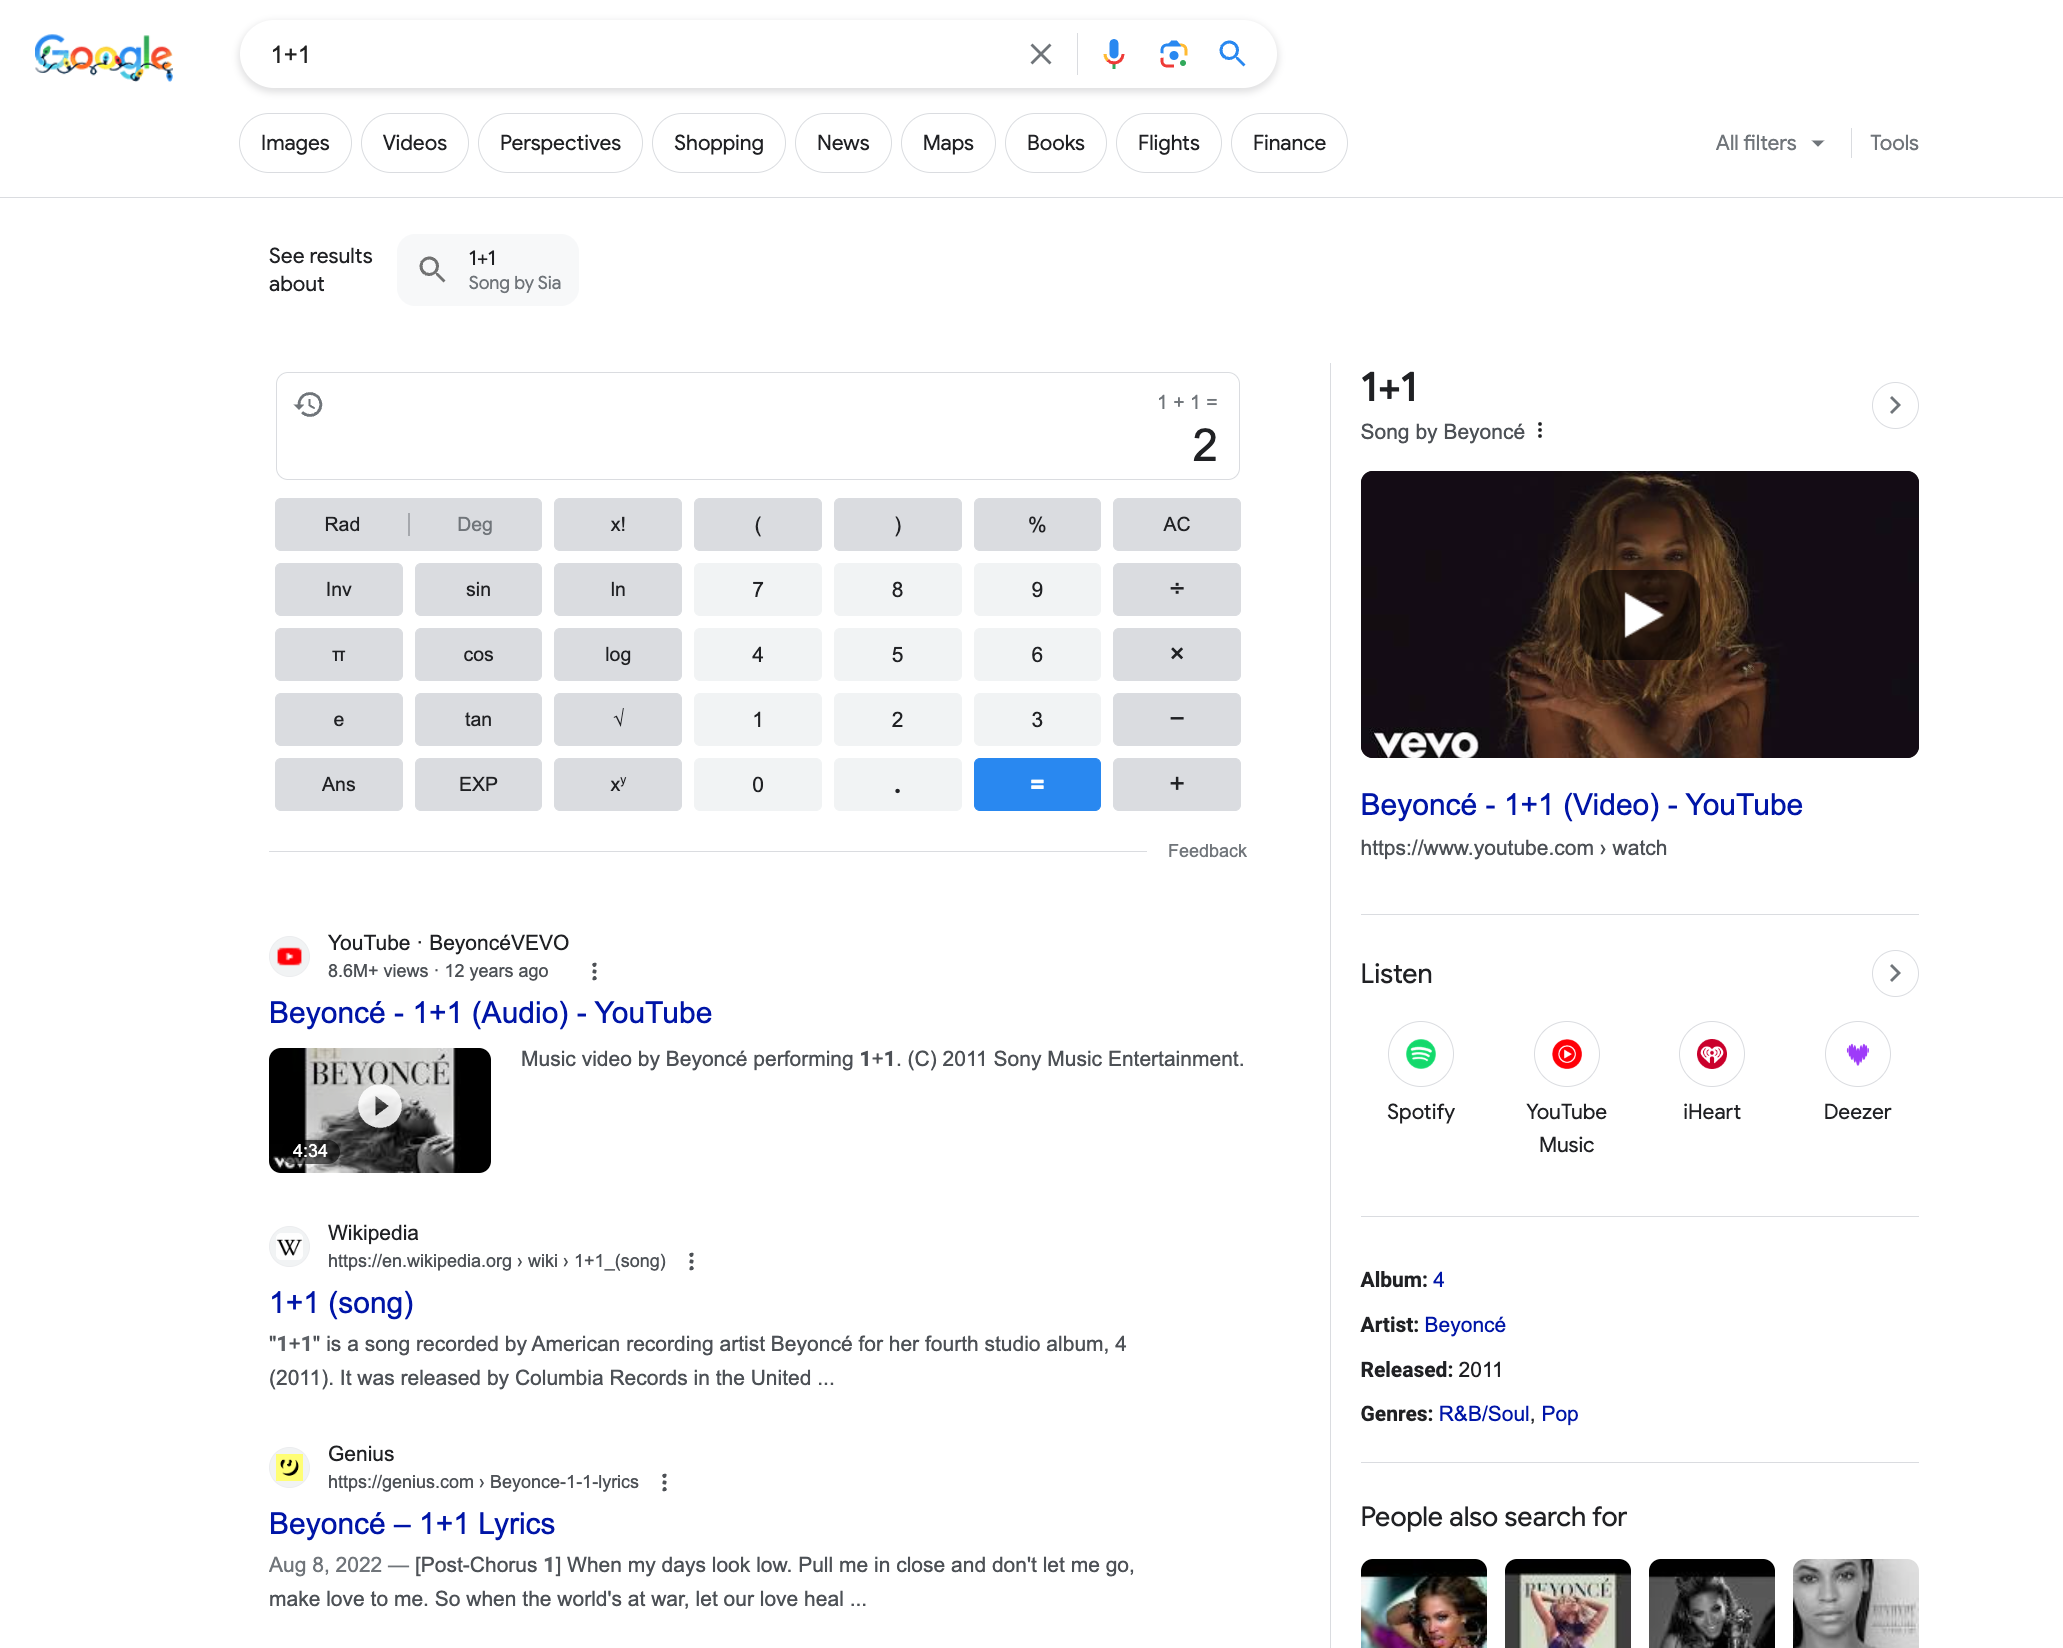 Google
1+1
Images
Videos
Perspectives
Shopping
News
Maps
Books
Flights
Finance
All filters
Tools
See results
about
1+1
Song by Sia
1 + 1 =
2
Rad | Deg
x!
(
)
%
AC
Inv
sin
ln
7
8
9
÷
π
cos
log
4
5
6
×
e
tan
√
1
2
3
−
Ans
EXP
xʸ
0
.
=
+
Feedback
YouTube · BeyoncéVEVO
8.6M+ views · 12 years ago
Beyoncé - 1+1 (Audio) - YouTube
BEYONCÉ
4:34
vevo
Music video by Beyoncé performing 1+1. (C) 2011 Sony Music Entertainment.
W
Wikipedia
https://en.wikipedia.org › wiki › 1+1_(song)
1+1 (song)
"1+1" is a song recorded by American recording artist Beyoncé for her fourth studio album, 4
(2011). It was released by Columbia Records in the United ...
Genius
https://genius.com › Beyonce-1-1-lyrics
Beyoncé – 1+1 Lyrics
Aug 8, 2022 — [Post-Chorus 1] When my days look low. Pull me in close and don't let me go,
make love to me. So when the world's at war, let our love heal ...
1+1
Song by Beyoncé
vevo
Beyoncé - 1+1 (Video) - YouTube
https://www.youtube.com › watch
Listen
Spotify
YouTube
Music
iHeart
Deezer
Album: 4
Artist: Beyoncé
Released: 2011
Genres: R&B/Soul, Pop
People also search for
BEYONCÉ